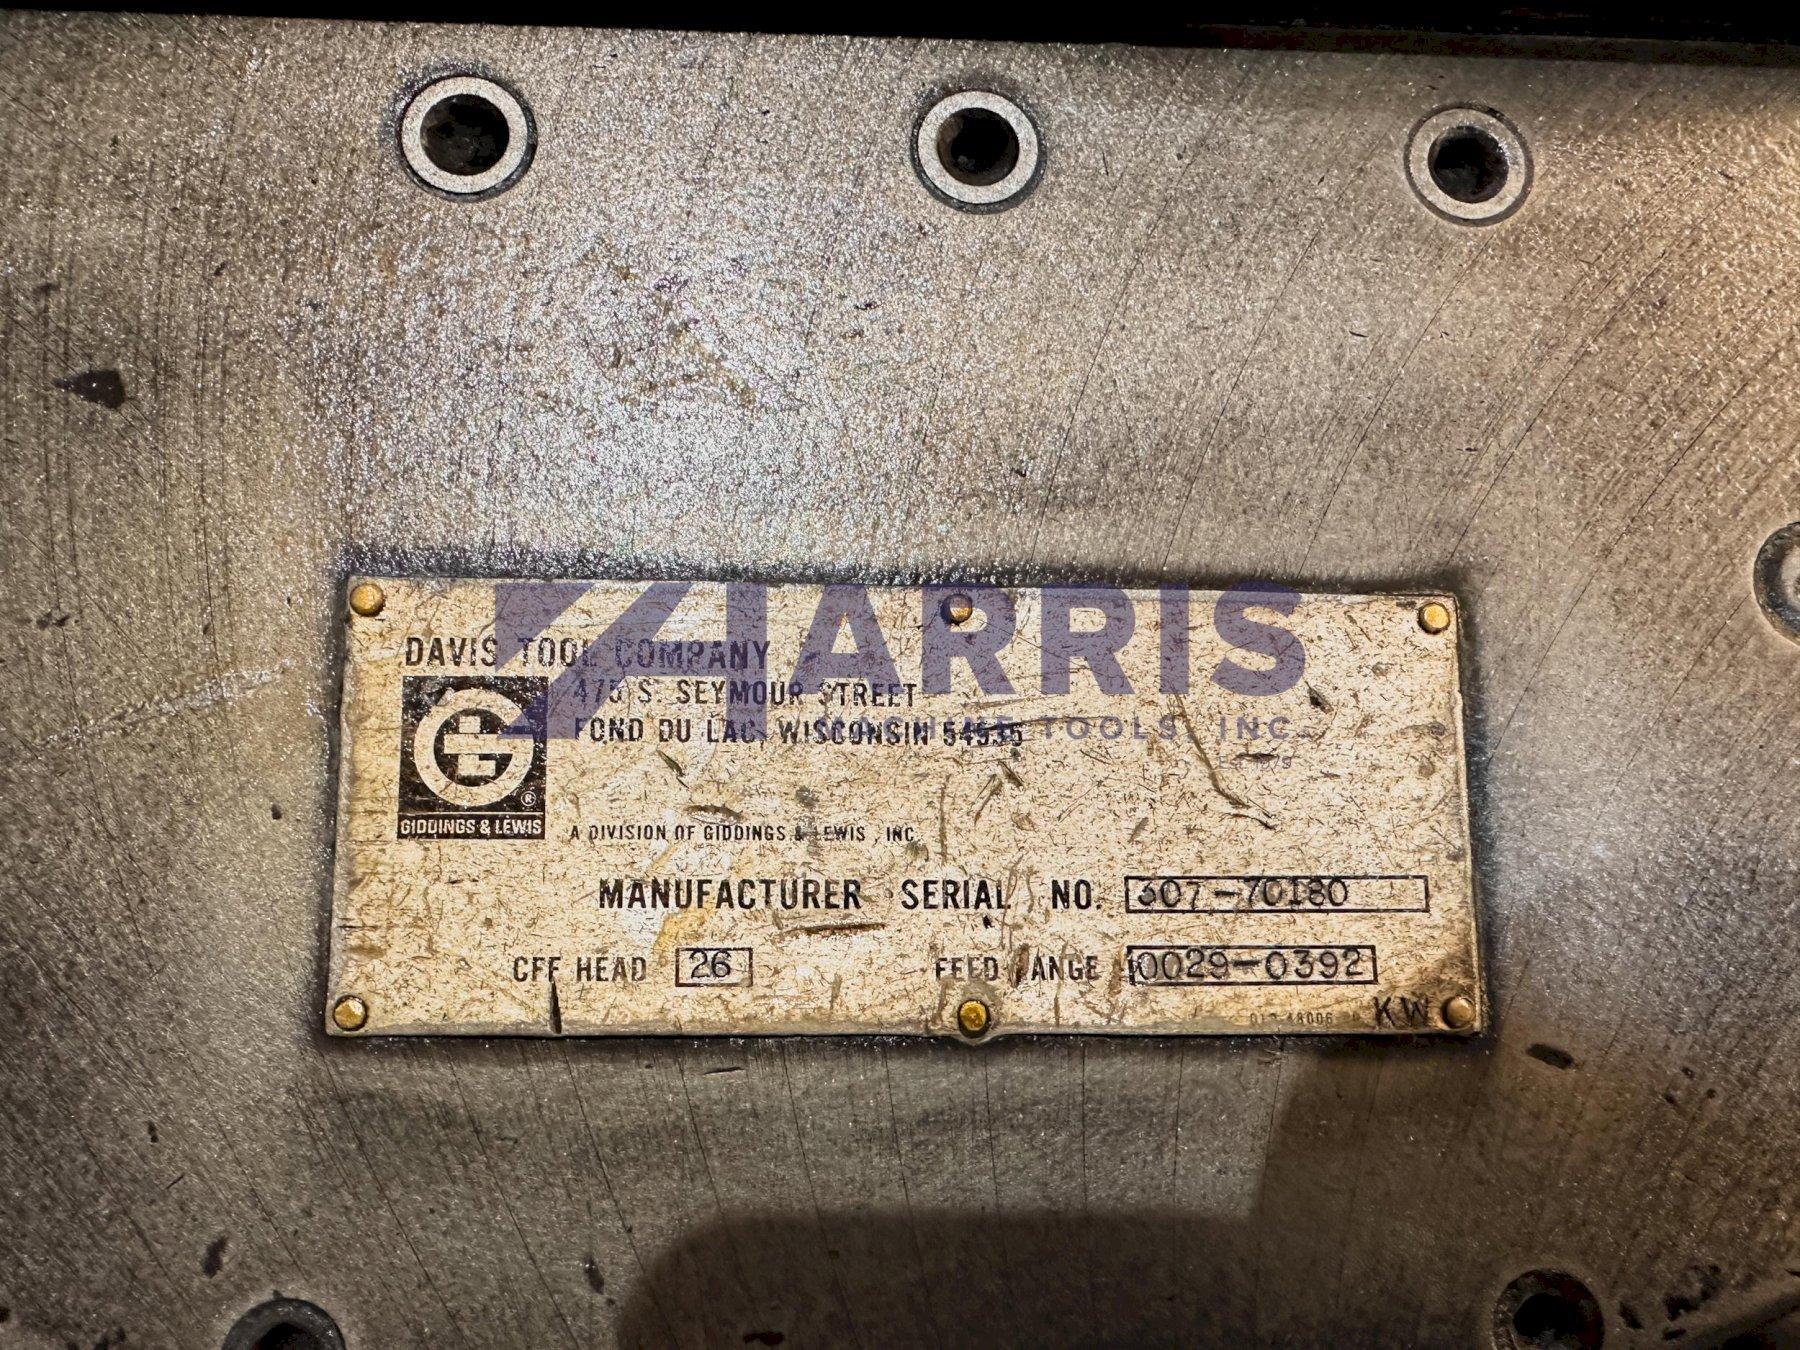 HARRIS
MACHINE TOOLS, INC.
DAVIS TOOL COMPANY
475 S. SEYMOUR STREET
FOND DU LAC, WISCONSIN 54935
GIDDINGS & LEWIS
®
A DIVISION OF GIDDINGS & LEWIS, INC.
MANUFACTURER SERIAL NO. 307-70180
CFF HEAD 26 FEED RANGE 0029-0392
KW